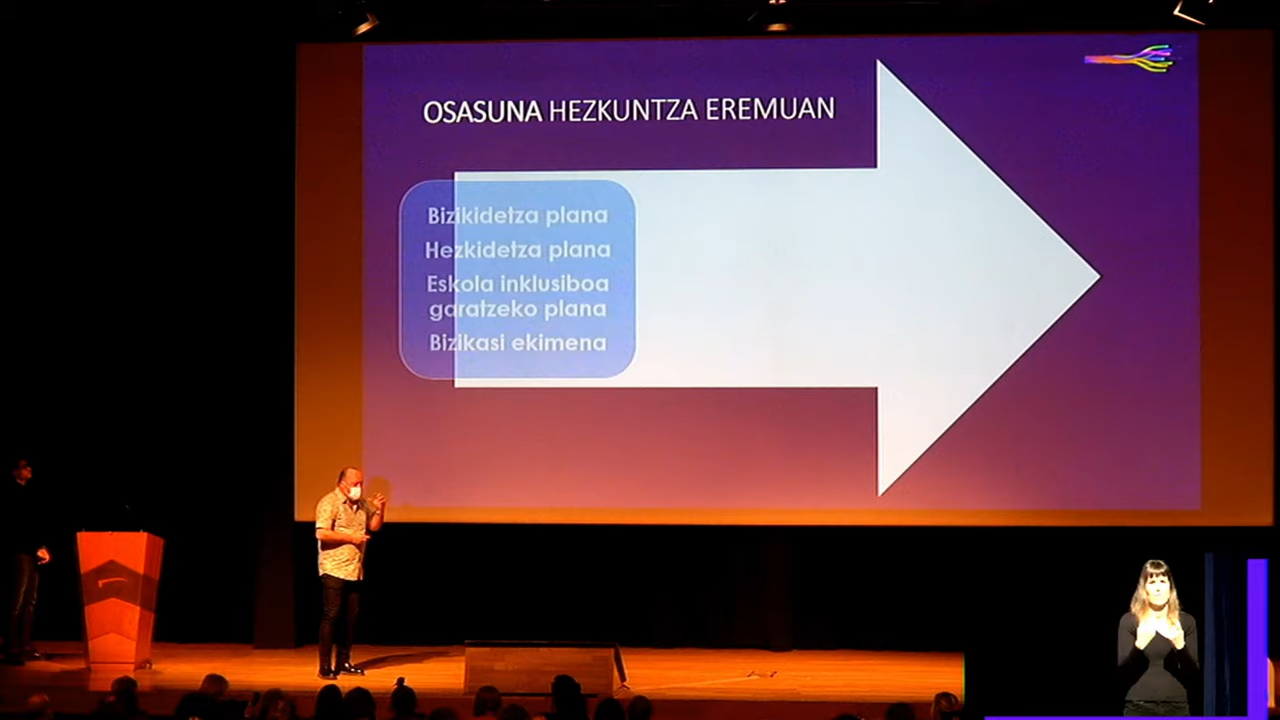 OSASUNA HEZKUNTZA EREMUAN
Bizikidetza plana
Hezkidetza plana
Eskola inklusiboa
garatzeko plana
Bizikasi ekimena